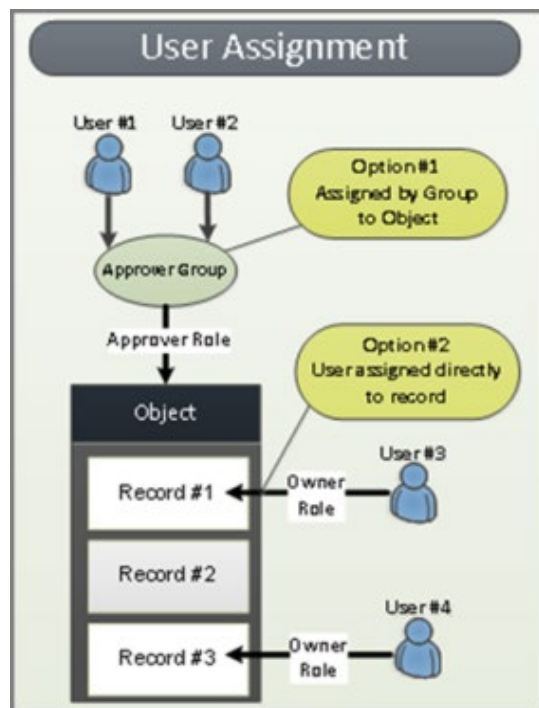 User Assignment
User #1
User #2
Option #1
Assigned by Group
to Object
Approver Group
Approver Role
Option #2
User assigned directly
to record
Object
User #3
Record #1
Owner
Role
Record #2
User #4
Record #3
Owner
Role